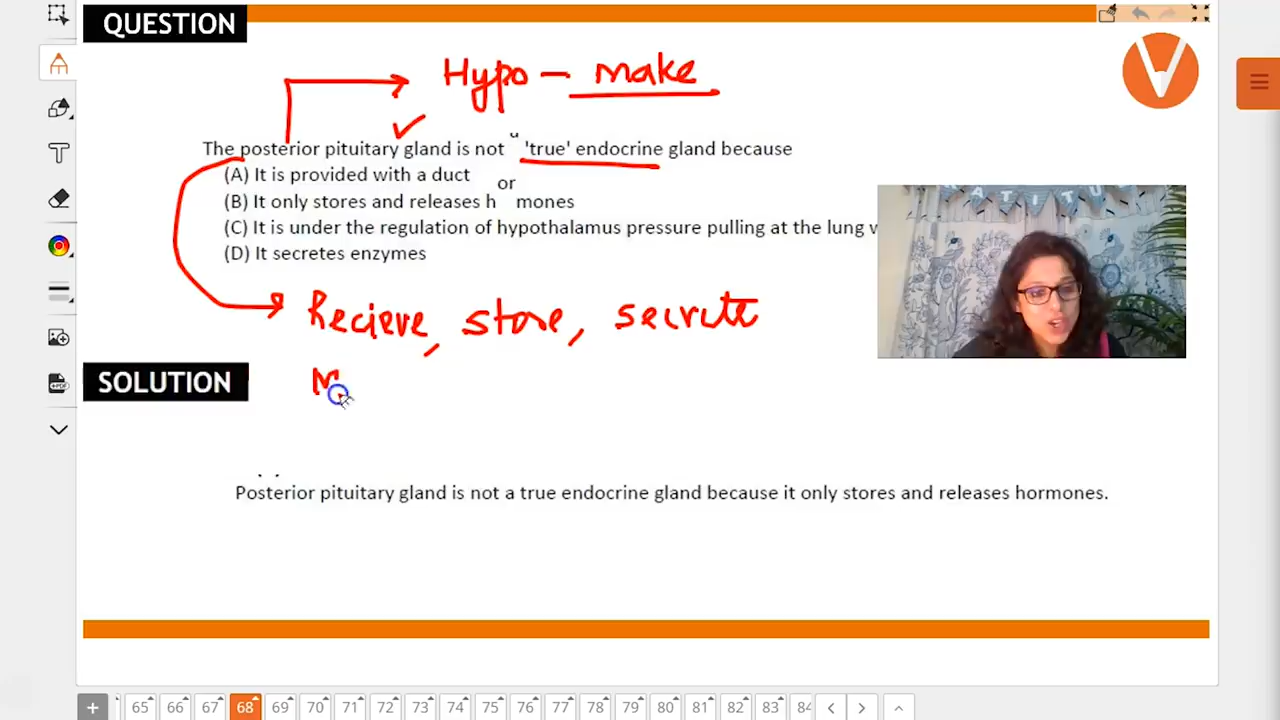 QUESTION
Hypo - make
The posterior pituitary gland is not a 'true' endocrine gland because
(A) It is provided with a duct
(B) It only stores and releases hormones
(C) It is under the regulation of hypothalamus pressure pulling at the lung
(D) It secretes enzymes
Recieve, store, secrete
SOLUTION
Posterior pituitary gland is not a true endocrine gland because it only stores and releases hormones.
65 66 67 68 69 70 71 72 73 74 75 76 77 78 79 80 81 82 83 84